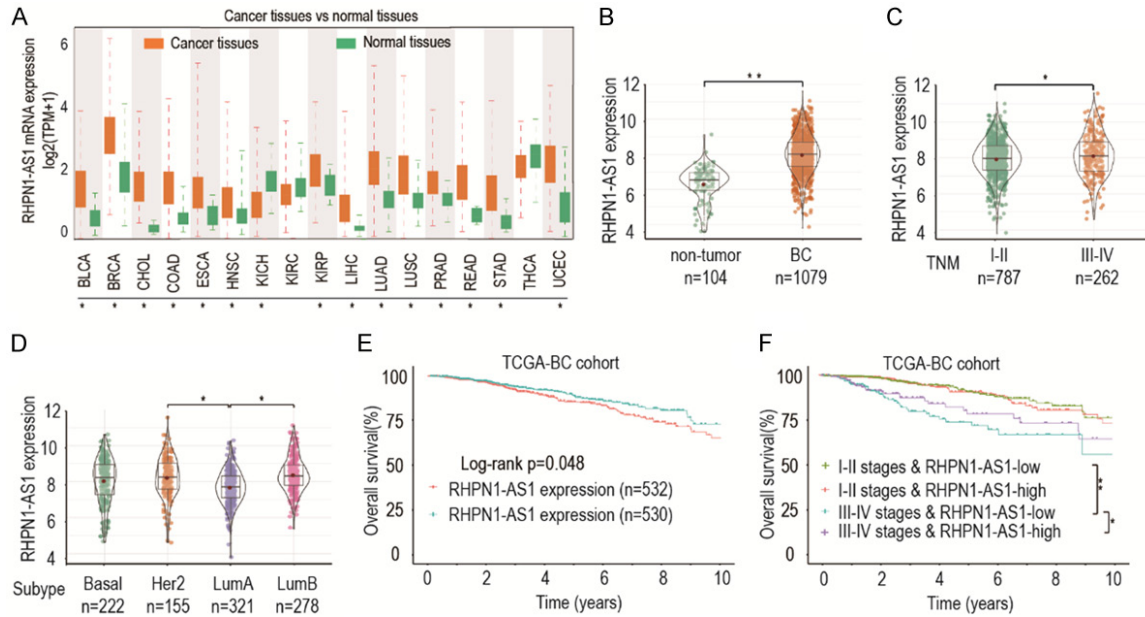 A
Cancer tissues vs normal tissues
RHPN1-AS1 mRNA expression
log2(TPM+1)
6
4
2
0
Cancer tissues
Normal tissues
BLCA
BRCA
CHOL
COAD
ESCA
HNSC
KICH
KIRC
KIRP
LIHC
LUAD
LUSC
PRAD
READ
STAD
THCA
UCEC
* * * * * * * * * * * * * * *
B
RHPN1-AS1 expression
12
10
8
6
4
**
non-tumor
n=104
BC
n=1079
C
RHPN1-AS1 expression
12
10
8
6
4
*
TNM
I-II
n=787
III-IV
n=262
D
RHPN1-AS1 expression
12
10
8
6
4
* *
Subype
Basal
n=222
Her2
n=155
LumA
n=321
LumB
n=278
E
TCGA-BC cohort
Overall survival(%)
100
75
50
25
0
Log-rank p=0.048
RHPN1-AS1 expression (n=532)
RHPN1-AS1 expression (n=530)
0 2 4 6 8 10
Time (years)
F
TCGA-BC cohort
Overall survival(%)
100
75
50
25
0
I-II stages & RHPN1-AS1-low
I-II stages & RHPN1-AS1-high
III-IV stages & RHPN1-AS1-low
III-IV stages & RHPN1-AS1-high
**
*
0 2 4 6 8 10
Time (years)